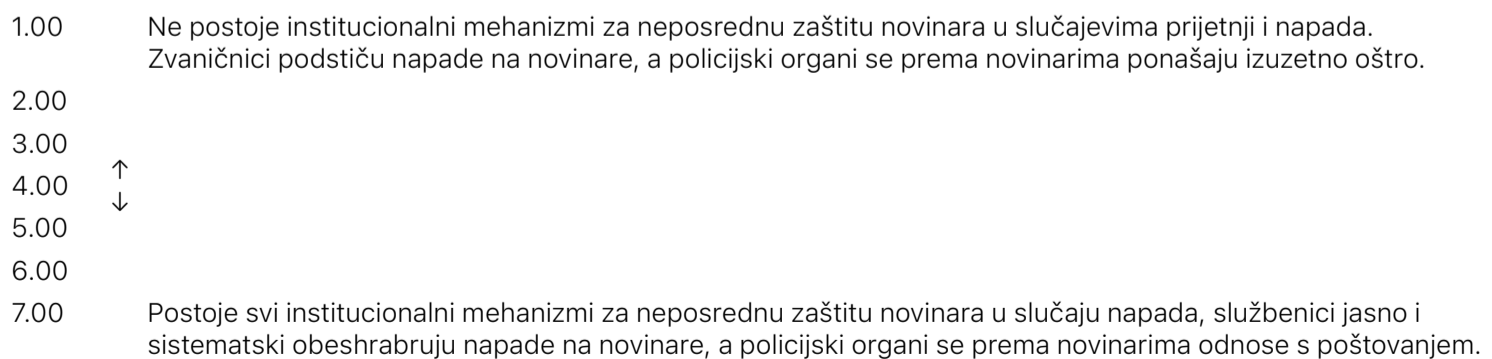 1.00 Ne postoje institucionalni mehanizmi za neposrednu zaštitu novinara u slučajevima prijetnji i napada.
Zvaničnici podstiču napade na novinare, a policijski organi se prema novinarima ponašaju izuzetno oštro.
2.00
3.00
↑
4.00
↓
5.00
6.00
7.00 Postoje svi institucionalni mehanizmi za neposrednu zaštitu novinara u slučaju napada, službenici jasno i
sistematski obeshrabruju napade na novinare, a policijski organi se prema novinarima odnose s poštovanjem.